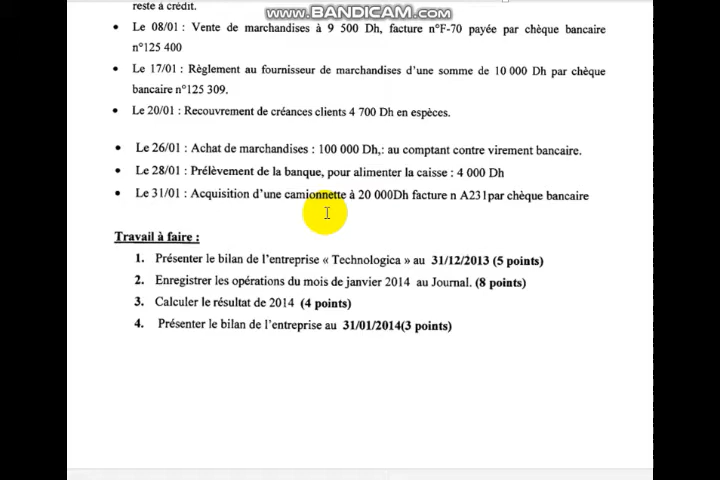 www.BANDICAM.com
reste à crédit.
• Le 08/01 : Vente de marchandises à 9 500 Dh, facture n°F-70 payée par chèque bancaire
n°125 400
• Le 17/01 : Règlement au fournisseur de marchandises d'une somme de 10 000 Dh par chèque
bancaire n°125 309.
• Le 20/01 : Recouvrement de créances clients 4 700 Dh en espèces.
• Le 26/01 : Achat de marchandises : 100 000 Dh,: au comptant contre virement bancaire.
• Le 28/01 : Prélèvement de la banque, pour alimenter la caisse : 4 000 Dh
• Le 31/01 : Acquisition d'une camionnette à 20 000Dh facture n A231par chèque bancaire
Travail à faire :
1. Présenter le bilan de l'entreprise « Technologica » au 31/12/2013 (5 points)
2. Enregistrer les opérations du mois de janvier 2014 au Journal. (8 points)
3. Calculer le résultat de 2014 (4 points)
4. Présenter le bilan de l'entreprise au 31/01/2014(3 points)